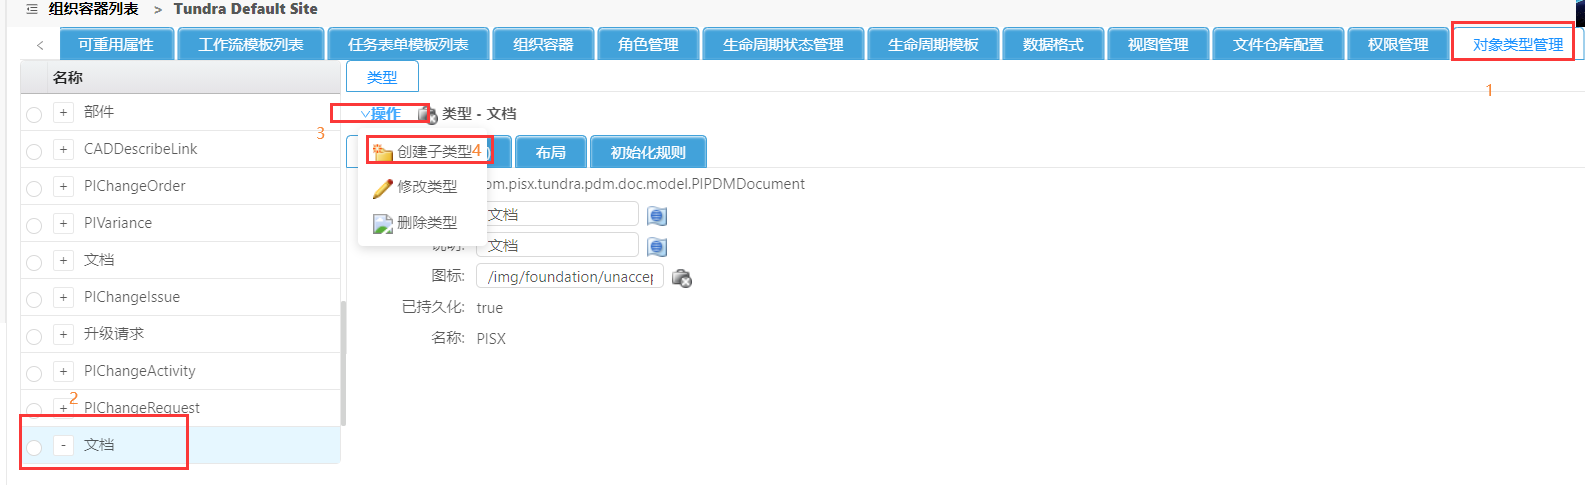 组织容器列表 > Tundra Default Site
< 可重用属性 工作流模板列表 任务表单模板列表 组织容器 角色管理 生命周期状态管理 生命周期模板 数据格式 视图管理 文件仓库配置 权限管理 对象类型管理
1
名称
类型
+ 部件
操作 类型 - 文档
3
+ CADDescribeLink
创建子类型4
布局 初始化规则
+ PIChangeOrder
修改类型
om.pisx.tundra.pdm.doc.model.PIPDMDocument
+ PIVariance
删除类型
文档
说明: 文档
+ 文档
图标: /img/foundation/unaccep
+ PIChangeIssue
已持久化: true
+ 升级请求
名称: PISX
+ PIChangeActivity
2
+ PIChangeRequest
- 文档